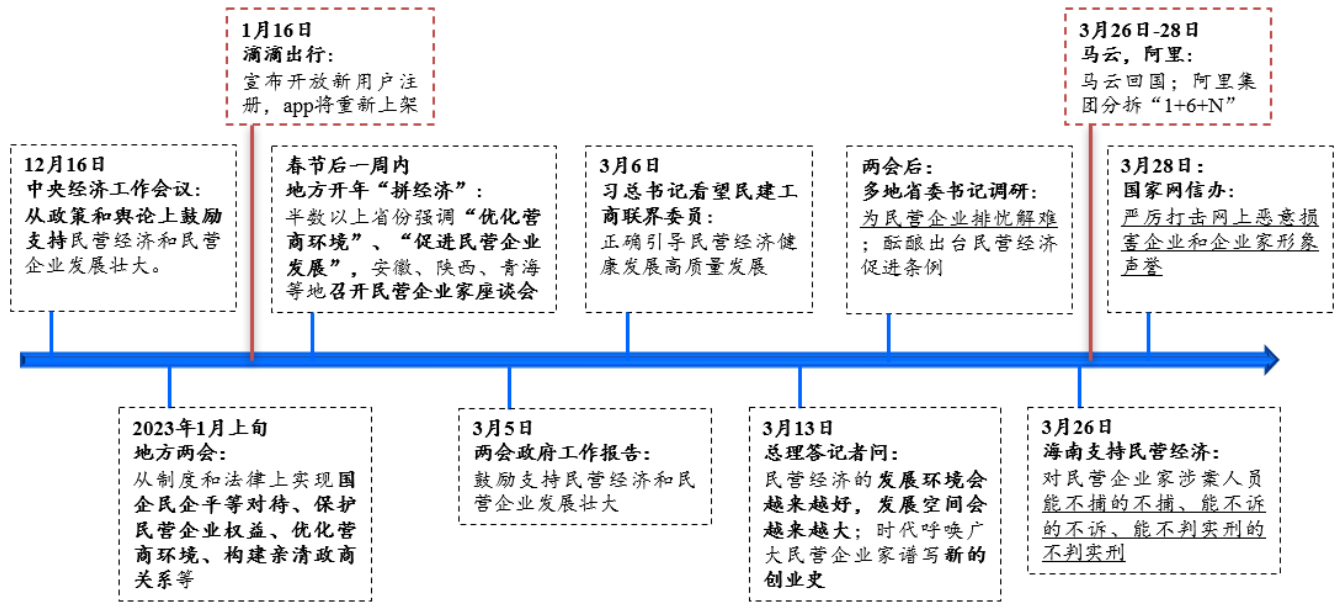 1月16日
滴滴出行：
宣布开放新用户注
册，app将重新上架
3月26日-28日
马云，阿里：
马云回国；阿里集
团分拆“1+6+N”
12月16日
中央经济工作会议：
从政策和舆论上鼓励
支持民营经济和民营
企业发展壮大。
春节后一周内
地方开年“拼经济”：
半数以上省份强调“优化营
商环境”、“促进民营企业
发展”，安徽、陕西、青海
等地召开民营企业家座谈会
3月6日
习总书记看望民建工
商联界委员：
正确引导民营经济健
康发展高质量发展
两会后：
多地省委书记调研：
为民营企业排忧解难
；酝酿出台民营经济
促进条例
3月28日：
国家网信办：
严厉打击网上恶意损
害企业和企业家形象
声誉
2023年1月上旬
地方两会：
从制度和法律上实现国
企民企平等对待、保护
民营企业权益、优化营
商环境、构建亲清政商
关系等
3月5日
两会政府工作报告：
鼓励支持民营经济和民
营企业发展壮大
3月13日
总理答记者问：
民营经济的发展环境会
越来越好，发展空间会
越来越大；时代呼唤广
大民营企业家谱写新的
创业史
3月26日
海南支持民营经济：
对民营企业家涉案人员
能不捕的不捕、能不诉
的不诉、能不判实刑的
不判实刑